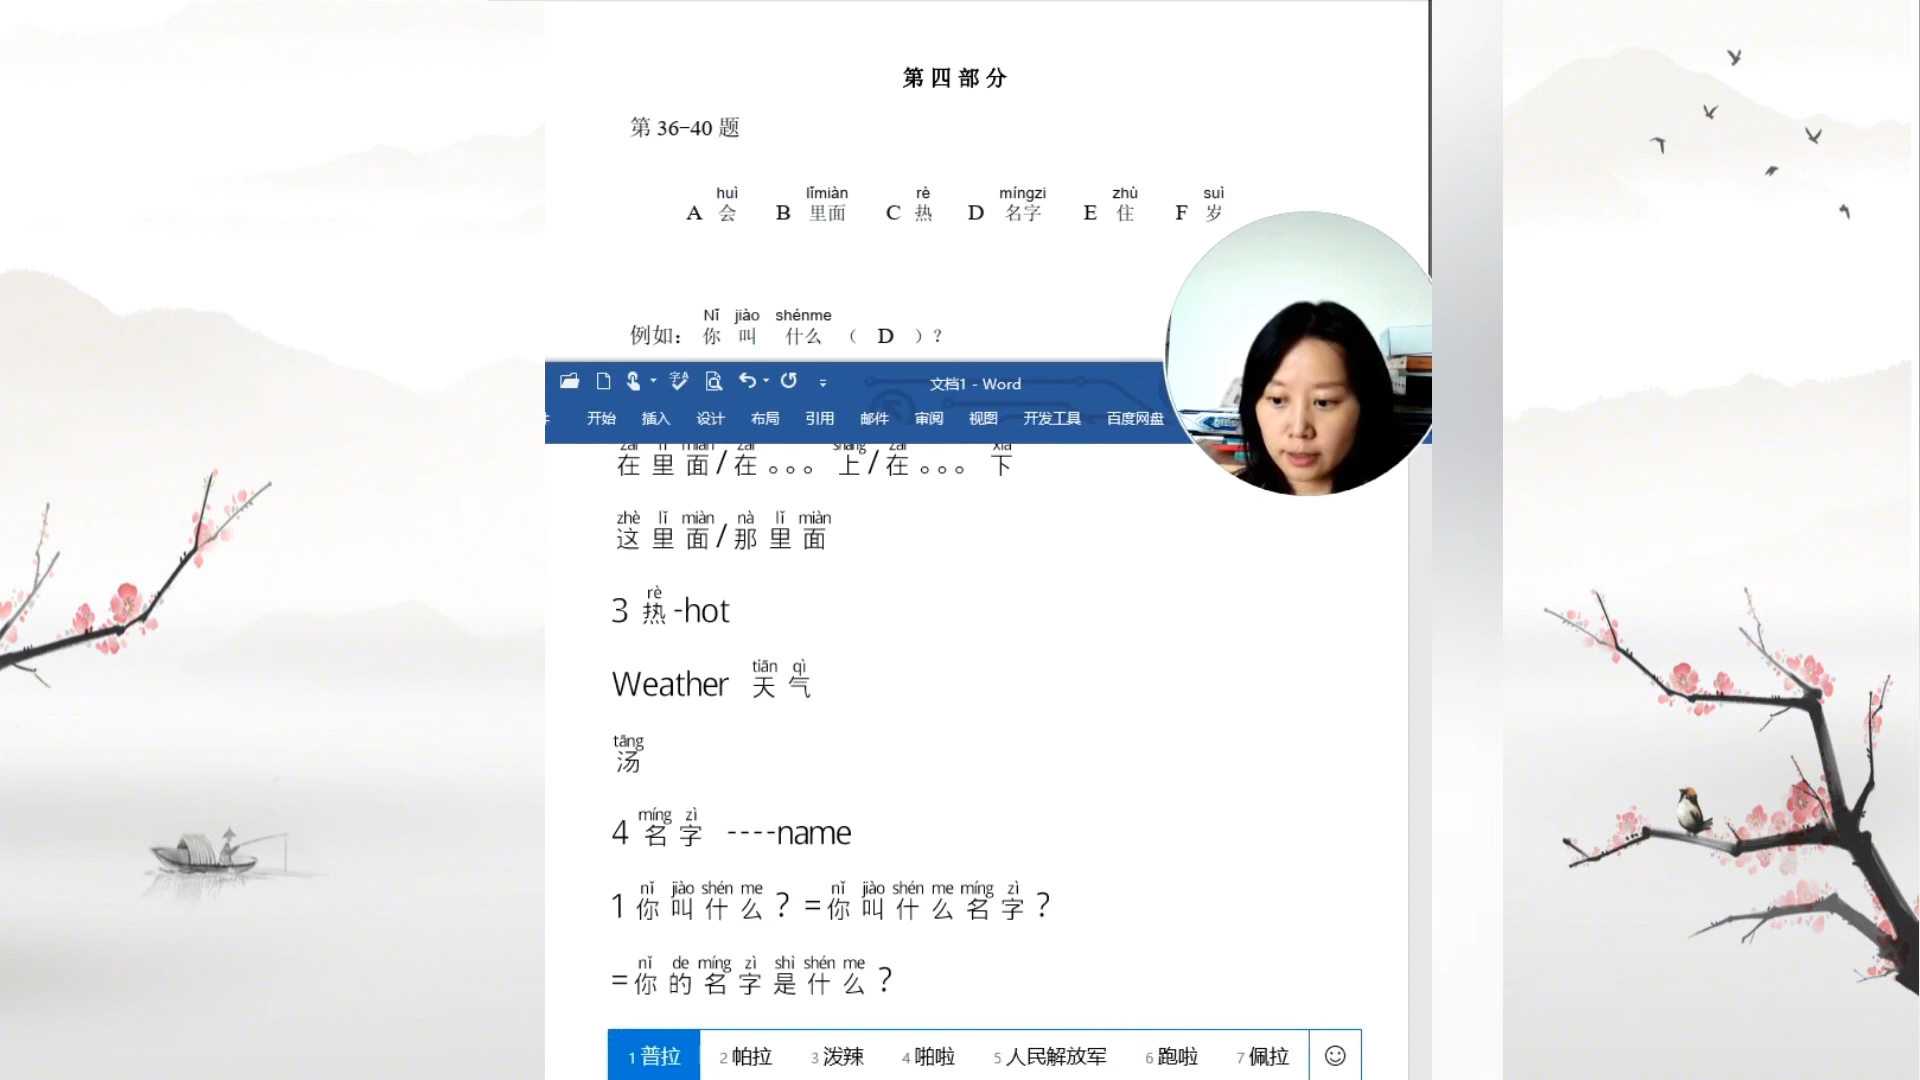 第四部分
第 36-40 题
huì lǐmiàn rè míngzi zhù suì
A 会 B 里面 C 热 D 名字 E 住 F 岁
Nǐ jiào shénme
例如： 你 叫 什么 （ D ）？
文档1 - Word
开始 插入 设计 布局 引用 邮件 审阅 视图 开发工具 百度网盘
zài lǐ miàn zài shàng zài xià
在里面/在。。。上/在。。。下
zhè lǐ miàn nà lǐ miàn
这里面/那里面
rè
3 热-hot
tiān qì
Weather 天气
tāng
汤
míng zì
4 名字 ----name
nǐ jiào shén me nǐ jiào shén me míng zì
1 你叫什么？=你叫什么名字？
nǐ de míng zì shì shén me
=你的名字是什么？
1 普拉 2 帕拉 3 泼辣 4 啪啦 5 人民解放军 6 跑啦 7 佩拉